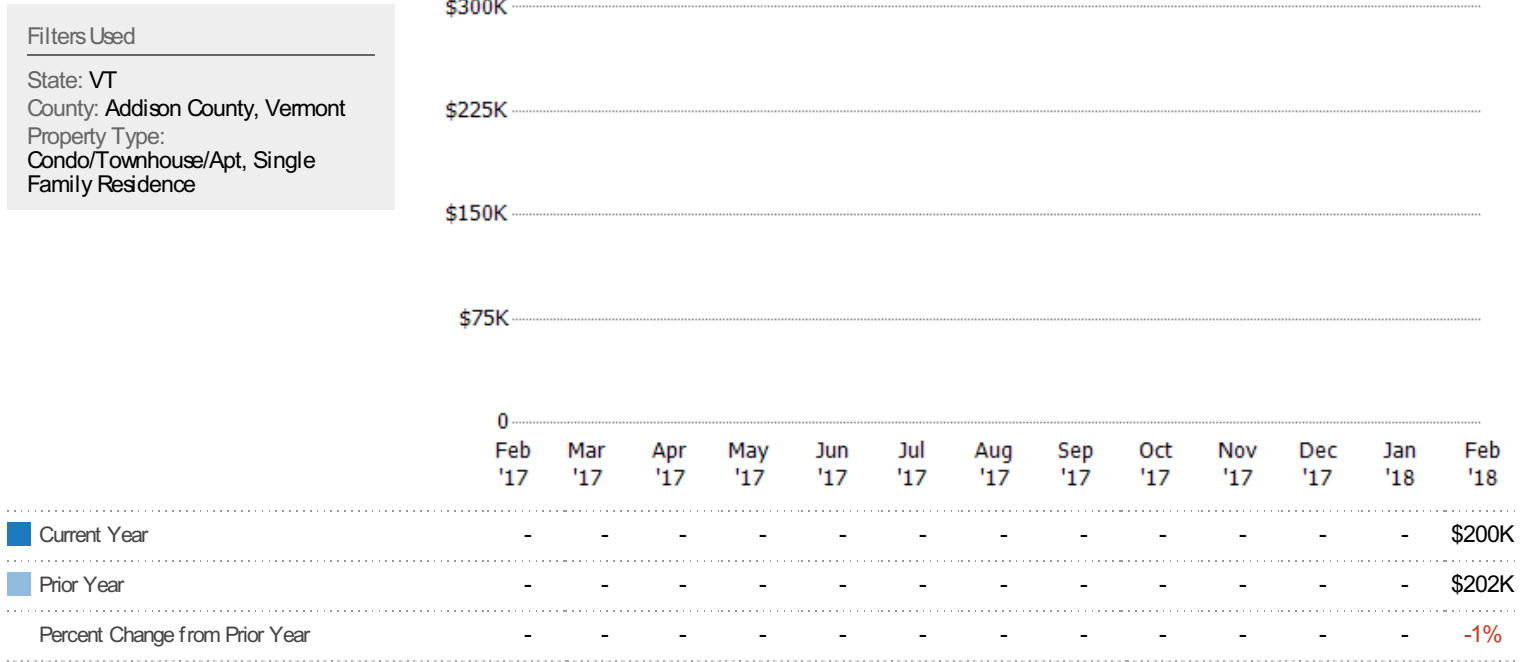 Filters Used
State: VT
County: Addison County, Vermont
Property Type:
Condo/Townhouse/Apt, Single
Family Residence
$300K
$225K
$150K
$75K
0
Feb Mar Apr May Jun Jul Aug Sep Oct Nov Dec Jan Feb
'17 '17 '17 '17 '17 '17 '17 '17 '17 '17 '17 '18 '18
Current Year - - - - - - - - - - - - $200K
Prior Year - - - - - - - - - - - - $202K
Percent Change from Prior Year - - - - - - - - - - - - -1%